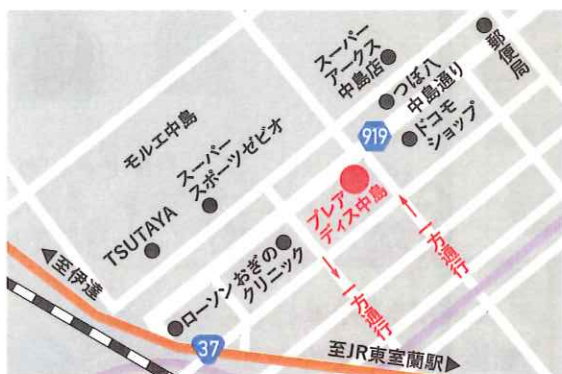 スーパー
アークス
中島店
郵便局
つぼ八
中島通り
ドコモ
ショップ
919
モルエ中島
スーパー
スポーツゼビオ
TSUTAYA
プレア
ディス中島
←一方通行
→一方通行
おぎの
クリニック
ローソン
◀至伊達
37
至JR東室蘭駅▶